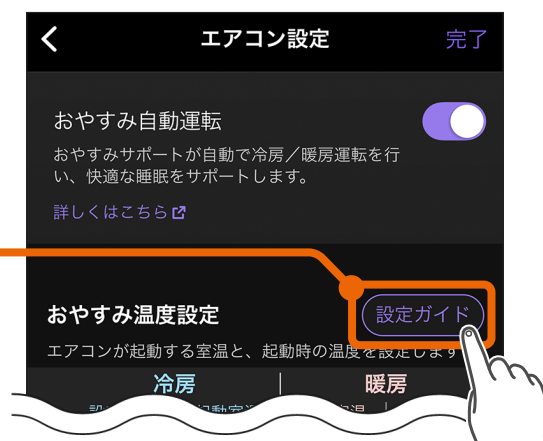 エアコン設定
完了
おやすみ自動運転
おやすみサポートが自動で冷房／暖房運転を行
い、快適な睡眠をサポートします。
詳しくはこちら
おやすみ温度設定
設定ガイド
エアコンが起動する室温と、起動時の温度を設定します
冷房
暖房